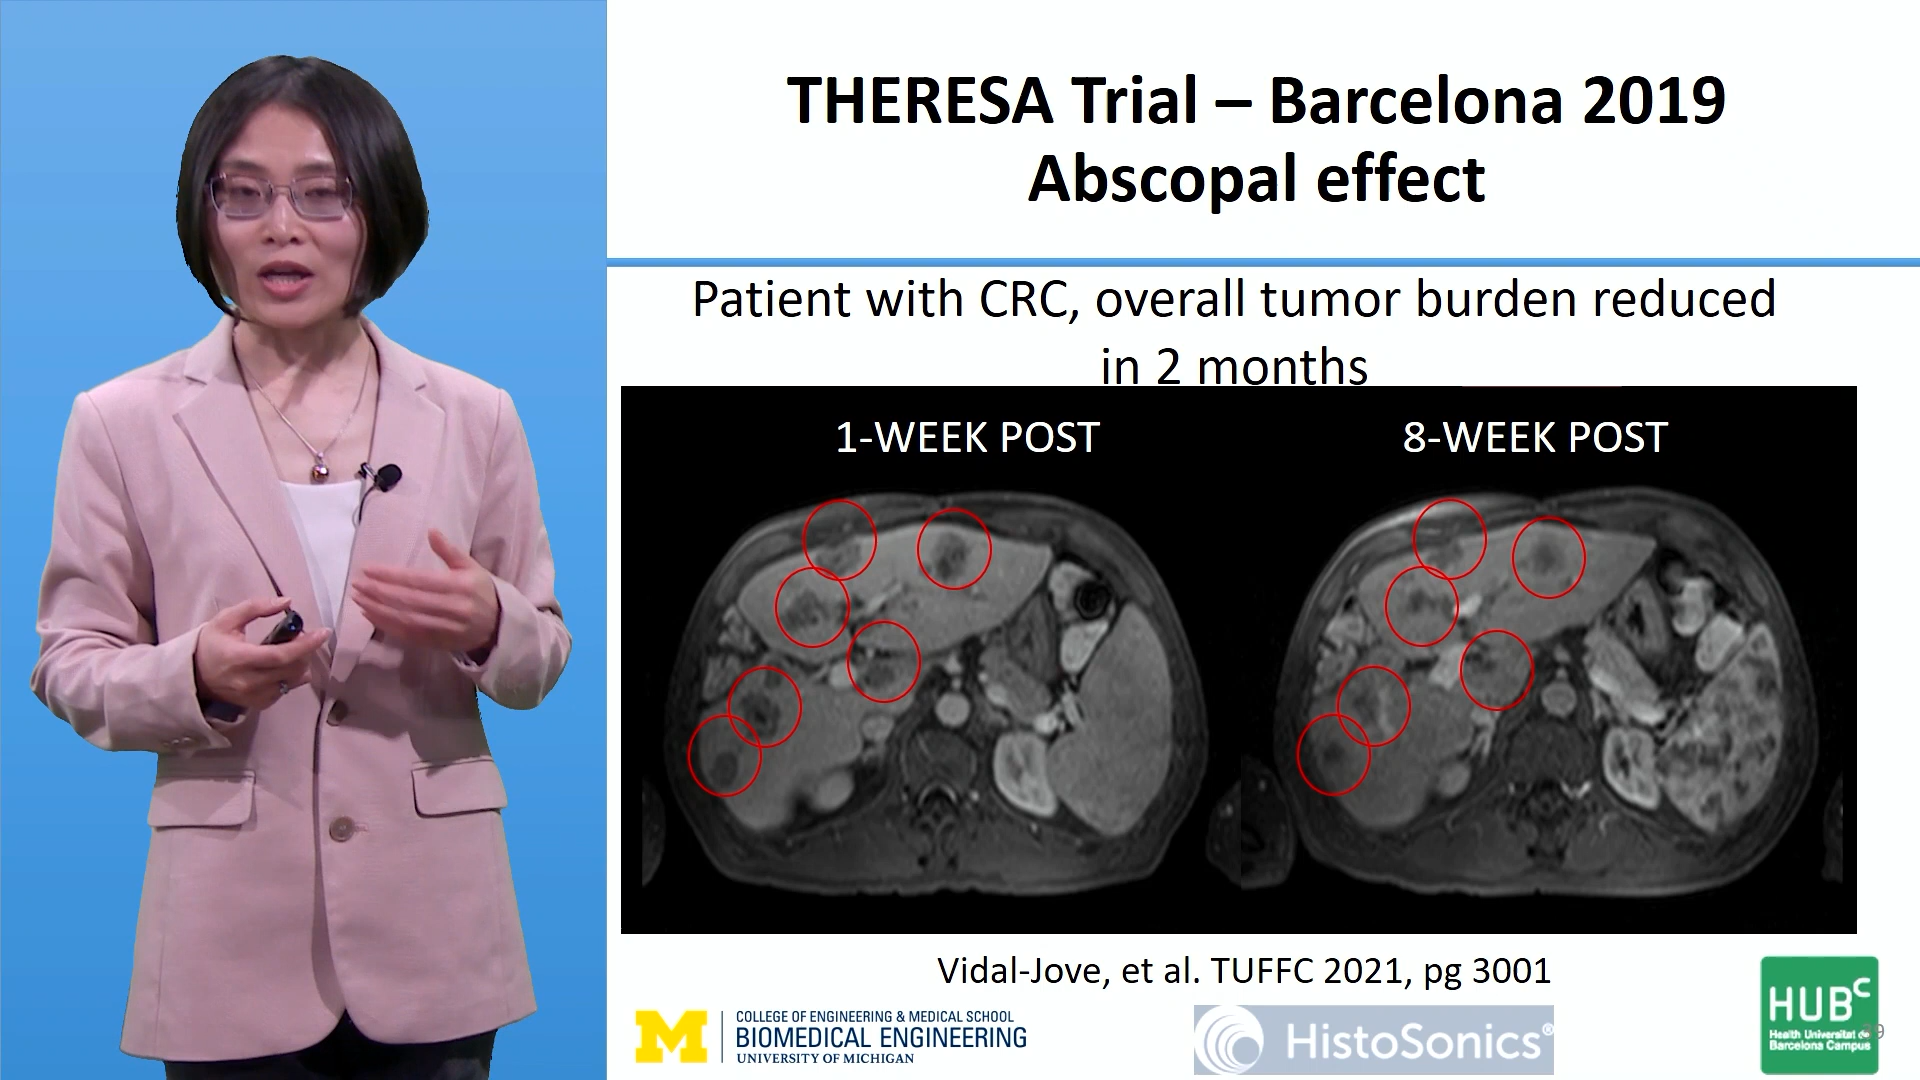 THERESA Trial – Barcelona 2019
Abscopal effect
Patient with CRC, overall tumor burden reduced
in 2 months
1-WEEK POST
8-WEEK POST
Vidal-Jove, et al. TUFFC 2021, pg 3001
M
COLLEGE OF ENGINEERING & MEDICAL SCHOOL
BIOMEDICAL ENGINEERING
UNIVERSITY OF MICHIGAN
HistoSonics®
HUBc
Health Universitat de
Barcelona Campus